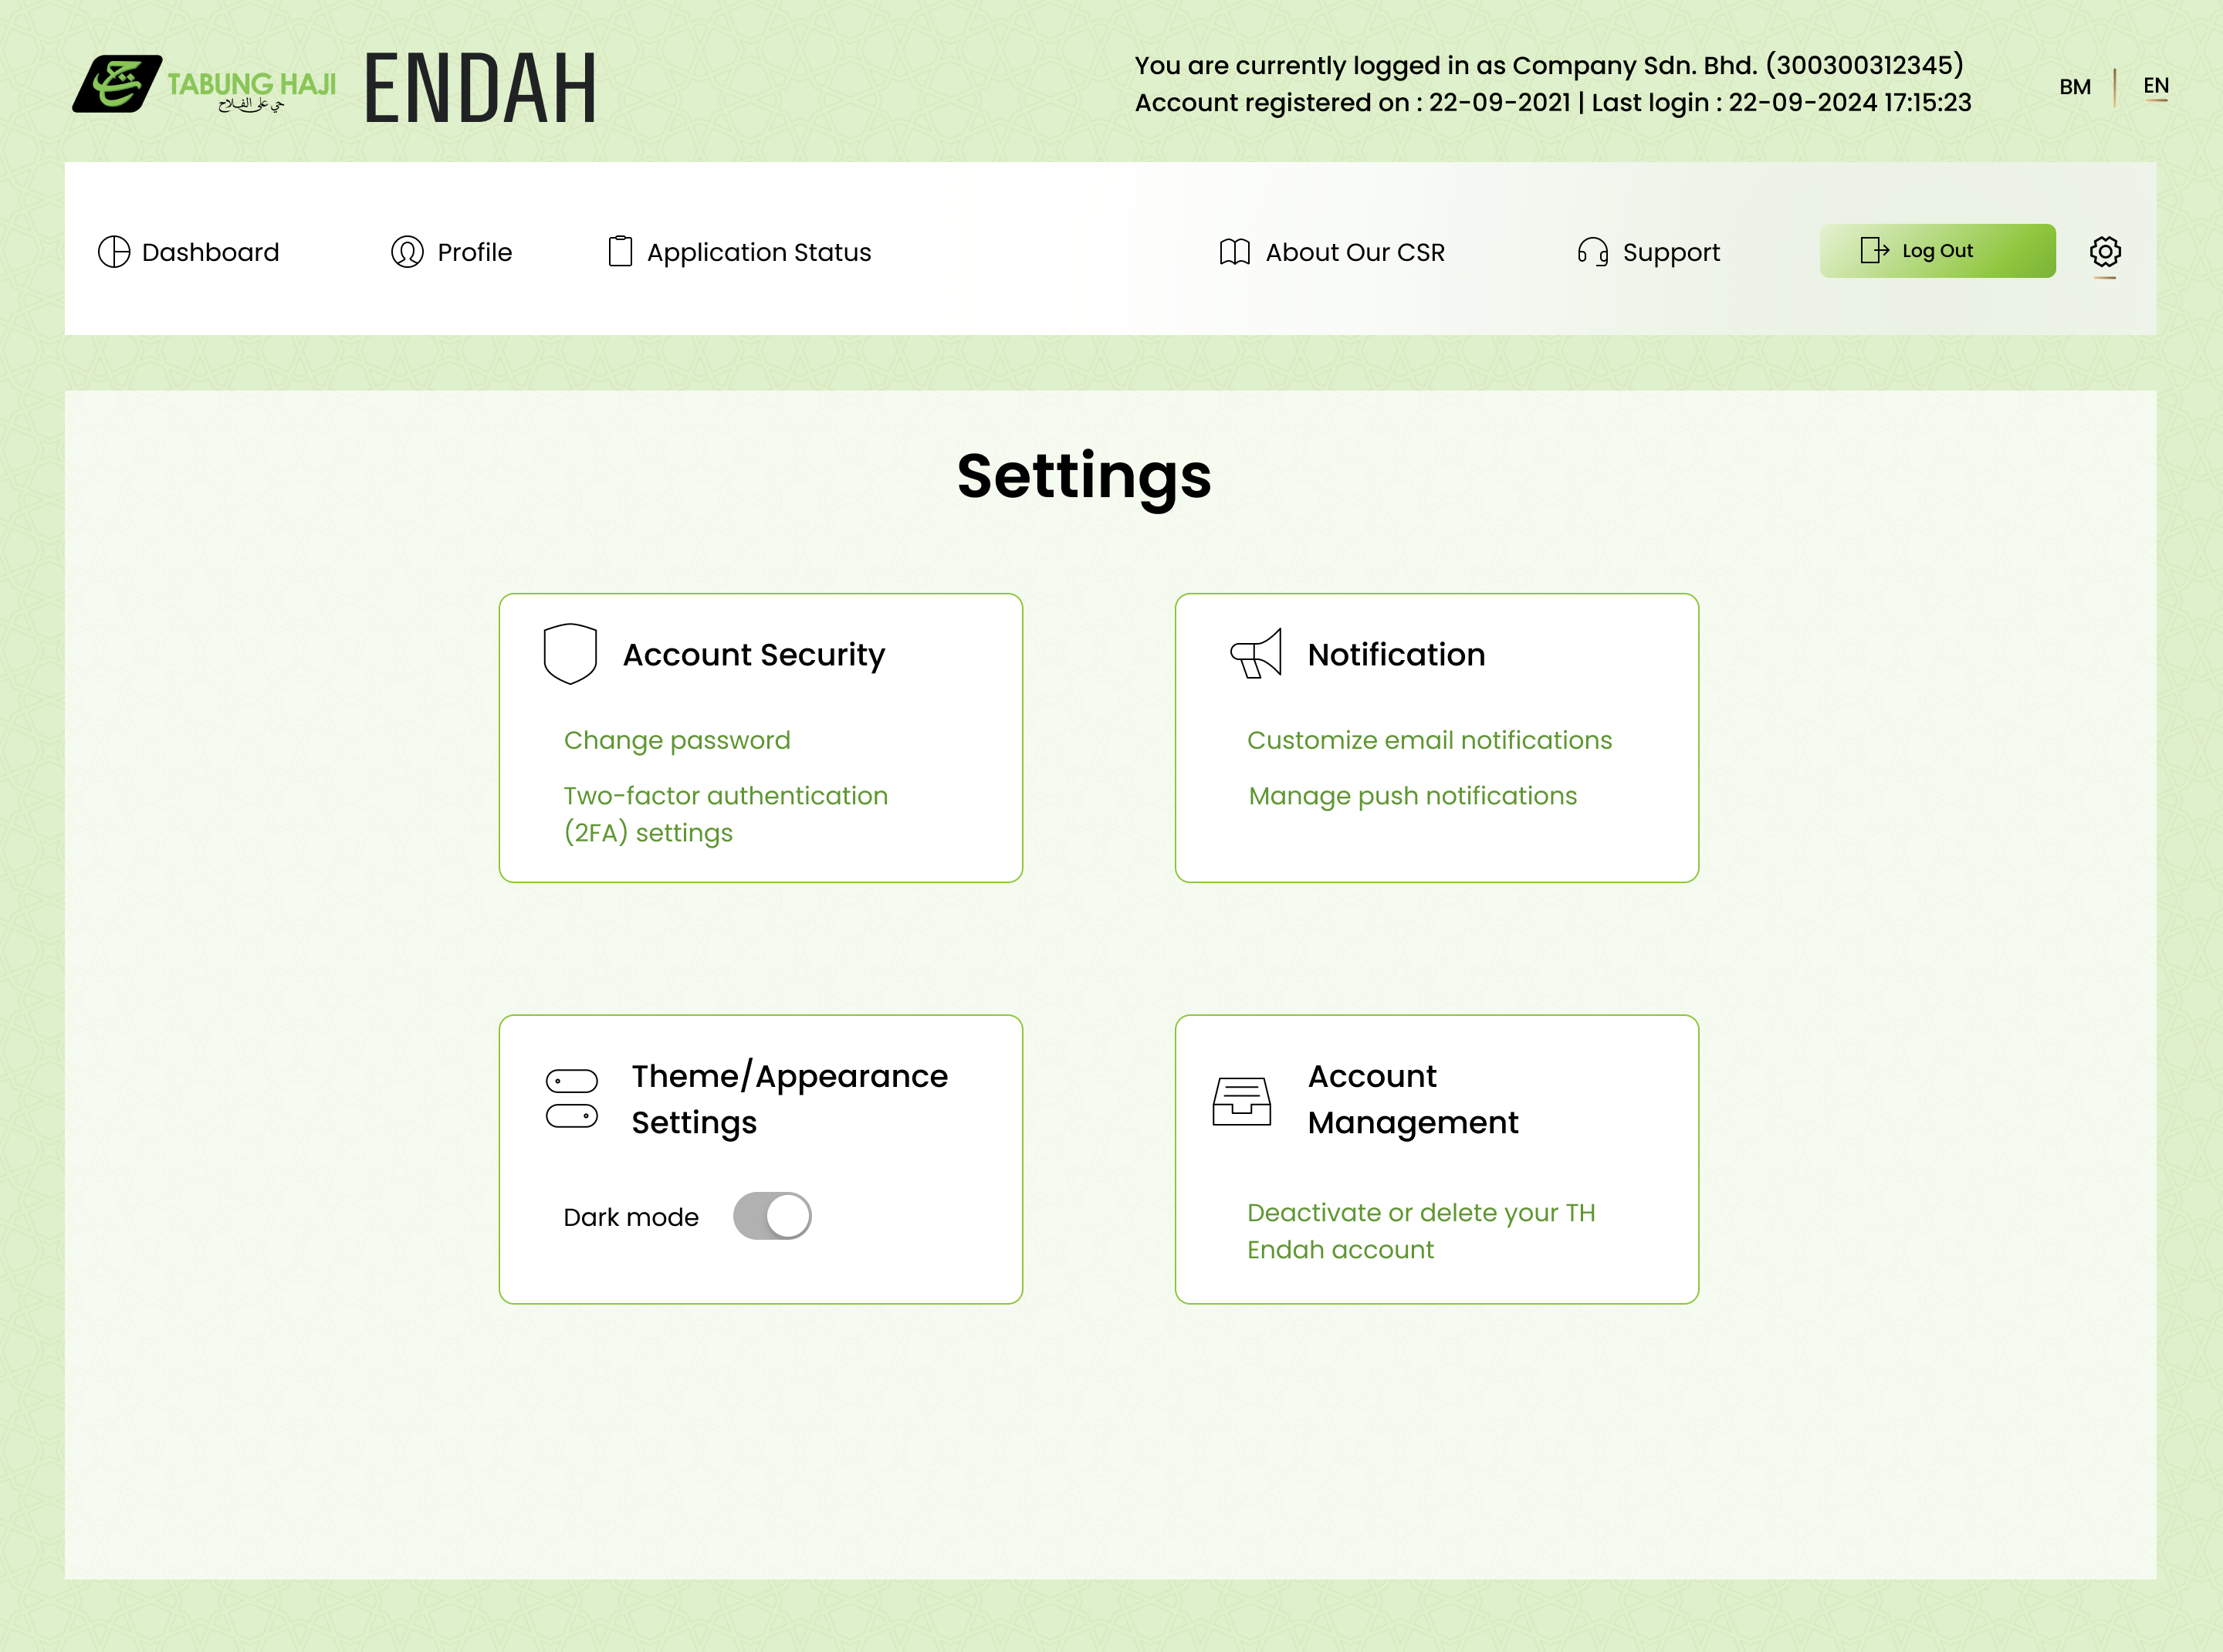 TABUNG HAJI
حي على الفلاح
ENDAH
You are currently logged in as Company Sdn. Bhd. (300300312345)
Account registered on : 22-09-2021 | Last login : 22-09-2024 17:15:23
BM
EN
Dashboard
Profile
Application Status
About Our CSR
Support
Log Out
Settings
Account Security
Change password
Two-factor authentication
(2FA) settings
Notification
Customize email notifications
Manage push notifications
Theme/Appearance
Settings
Dark mode
Account
Management
Deactivate or delete your TH
Endah account